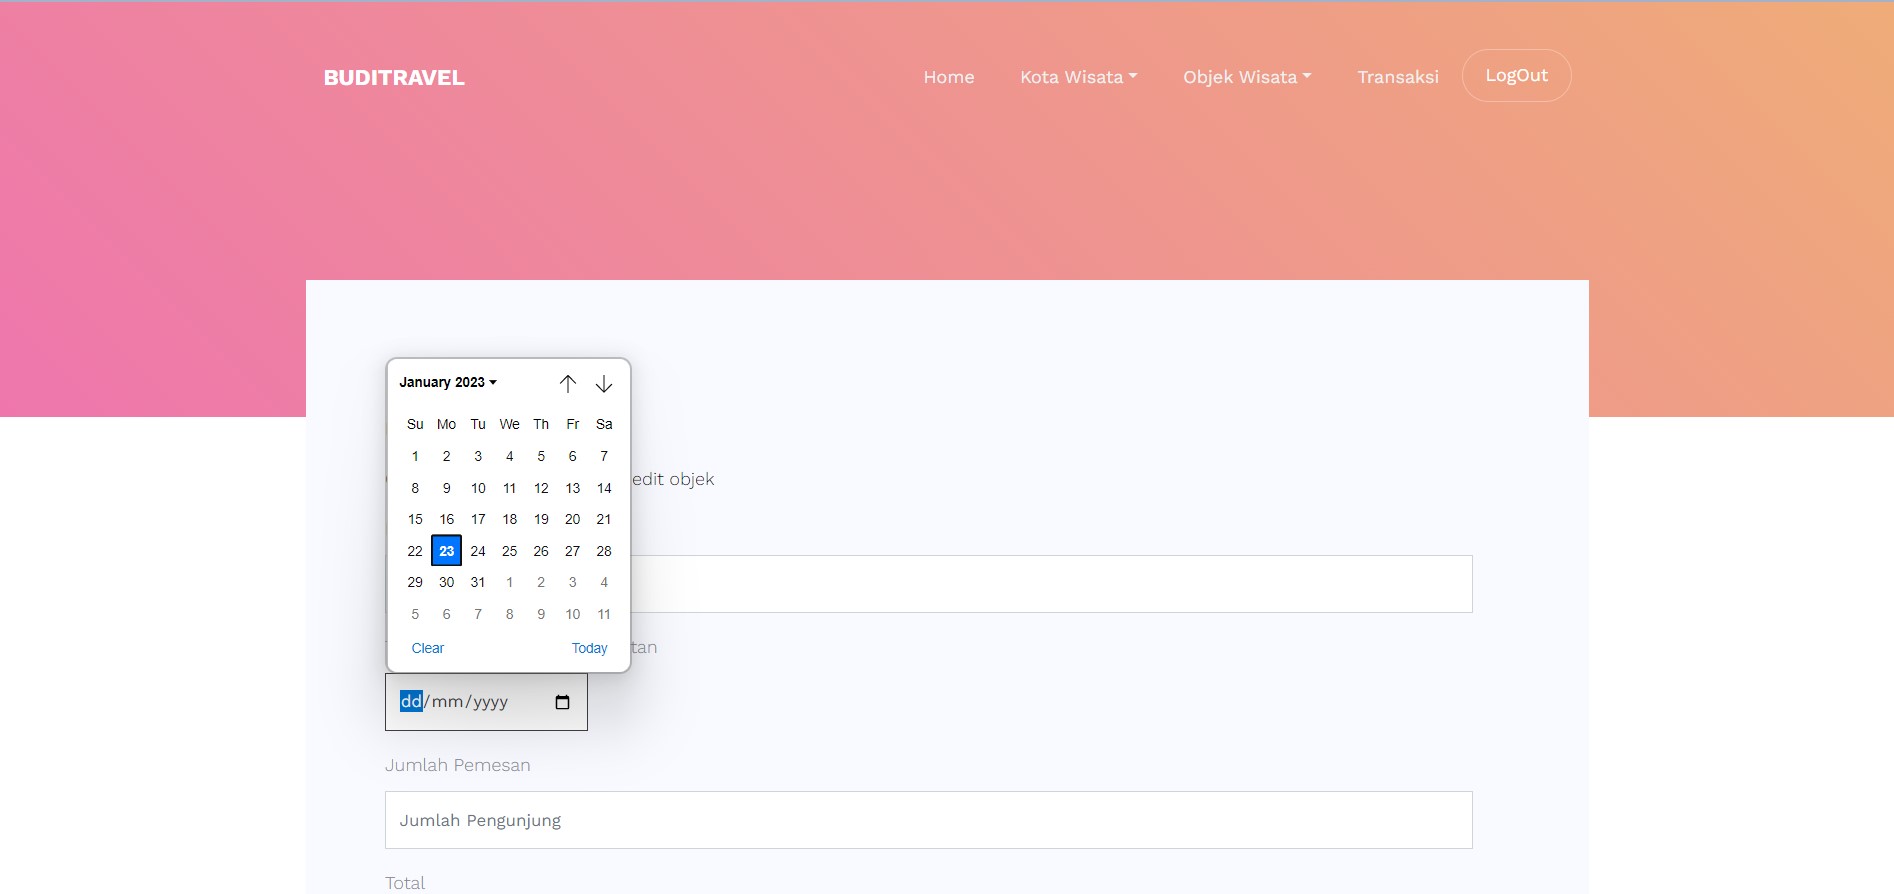 BUDITRAVEL Home Kota Wisata Objek Wisata Transaksi LogOut
January 2023
Su Mo Tu We Th Fr Sa
1 2 3 4 5 6 7
8 9 10 11 12 13 14
edit objek
15 16 17 18 19 20 21
22 23 24 25 26 27 28
29 30 31 1 2 3 4
5 6 7 8 9 10 11
Clear Today
tan
dd/mm/yyyy
Jumlah Pemesan
Jumlah Pengunjung
Total